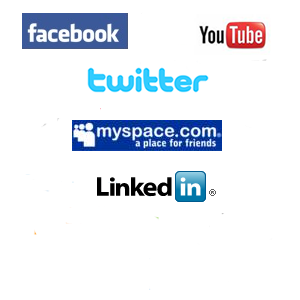 facebook
YouTube
twitter
myspace.com®
a place for friends
Linked in®